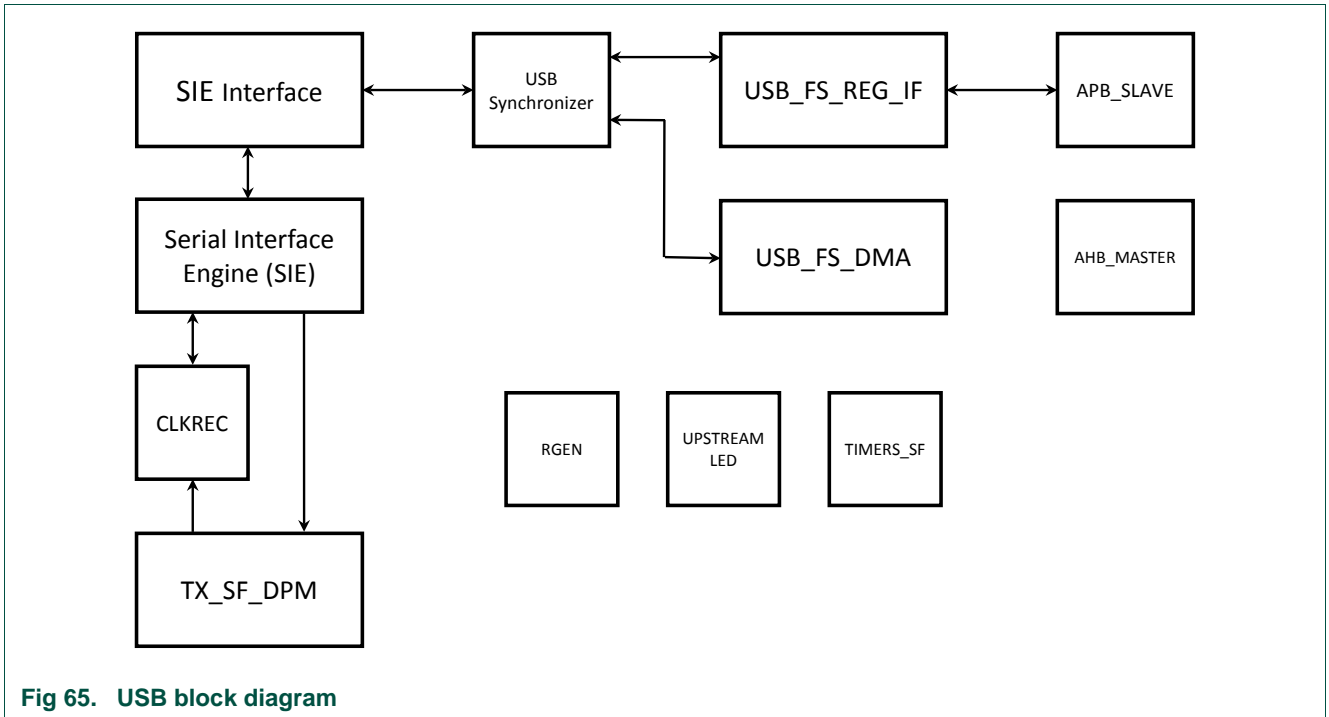 SIE Interface
USB
Synchronizer
USB_FS_REG_IF
APB_SLAVE
Serial Interface
Engine (SIE)
USB_FS_DMA
AHB_MASTER
CLKREC
RGEN
UPSTREAM
LED
TIMERS_SF
TX_SF_DPM
Fig 65. USB block diagram